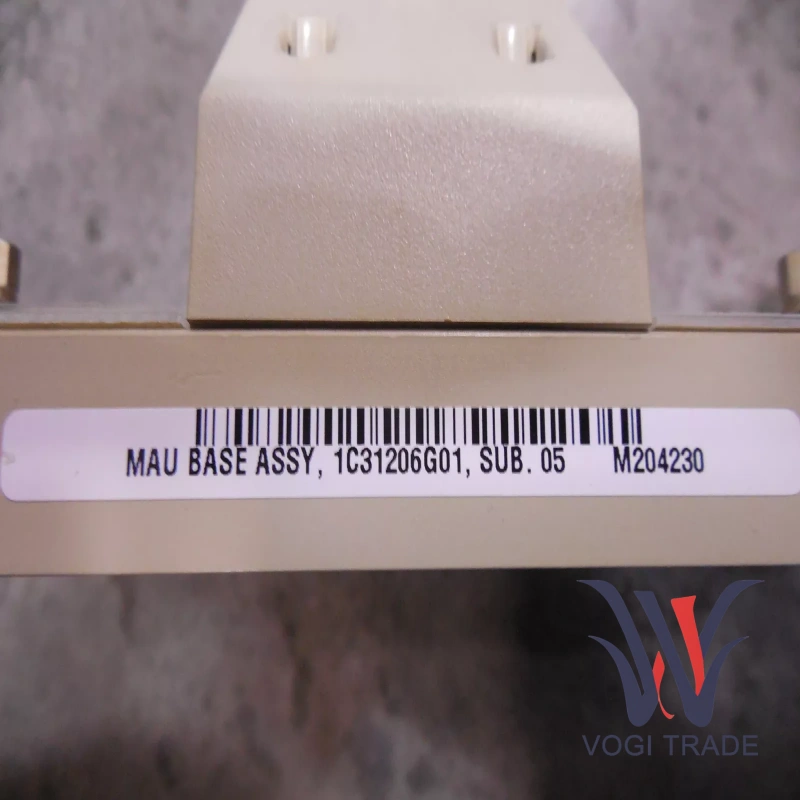 MAU BASE ASSY, 1C31206G01, SUB. 05 M204230
VOGI TRADE